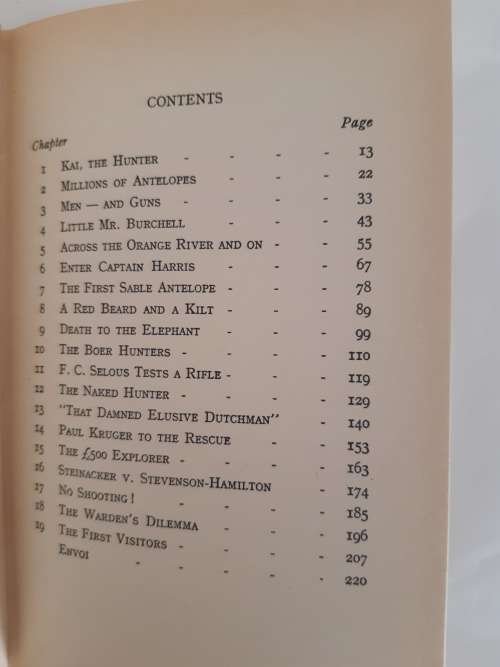 CONTENTS
Chapter Page
1 KAI, THE HUNTER - - - - 13
2 MILLIONS OF ANTELOPES - - - 22
3 MEN — AND GUNS - - - - 33
4 LITTLE MR. BURCHELL - - - 43
5 ACROSS THE ORANGE RIVER AND ON - - 55
6 ENTER CAPTAIN HARRIS - - - 67
7 THE FIRST SABLE ANTELOPE - - - 78
8 A RED BEARD AND A KILT - - - 89
9 DEATH TO THE ELEPHANT - - - 99
10 THE BOER HUNTERS - - - - 110
11 F. C. SELOUS TESTS A RIFLE - - - 119
12 THE NAKED HUNTER - - - - 129
13 "THAT DAMNED ELUSIVE DUTCHMAN" - - 140
14 PAUL KRUGER TO THE RESCUE - - 153
15 THE £500 EXPLORER - - - - 163
16 STEINACKER V. STEVENSON-HAMILTON - 174
17 NO SHOOTING! - - - - 185
18 THE WARDEN'S DILEMMA - - - 196
19 THE FIRST VISITORS - - - - 207
ENVOI - - - - - 220